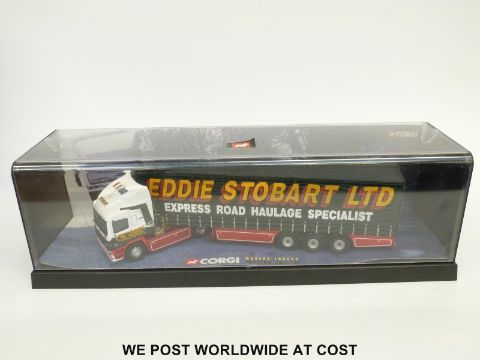 CORGI
EDDIE STOBART LTD
EXPRESS ROAD HAULAGE SPECIALIST
CORGI
WE POST WORLDWIDE AT COST